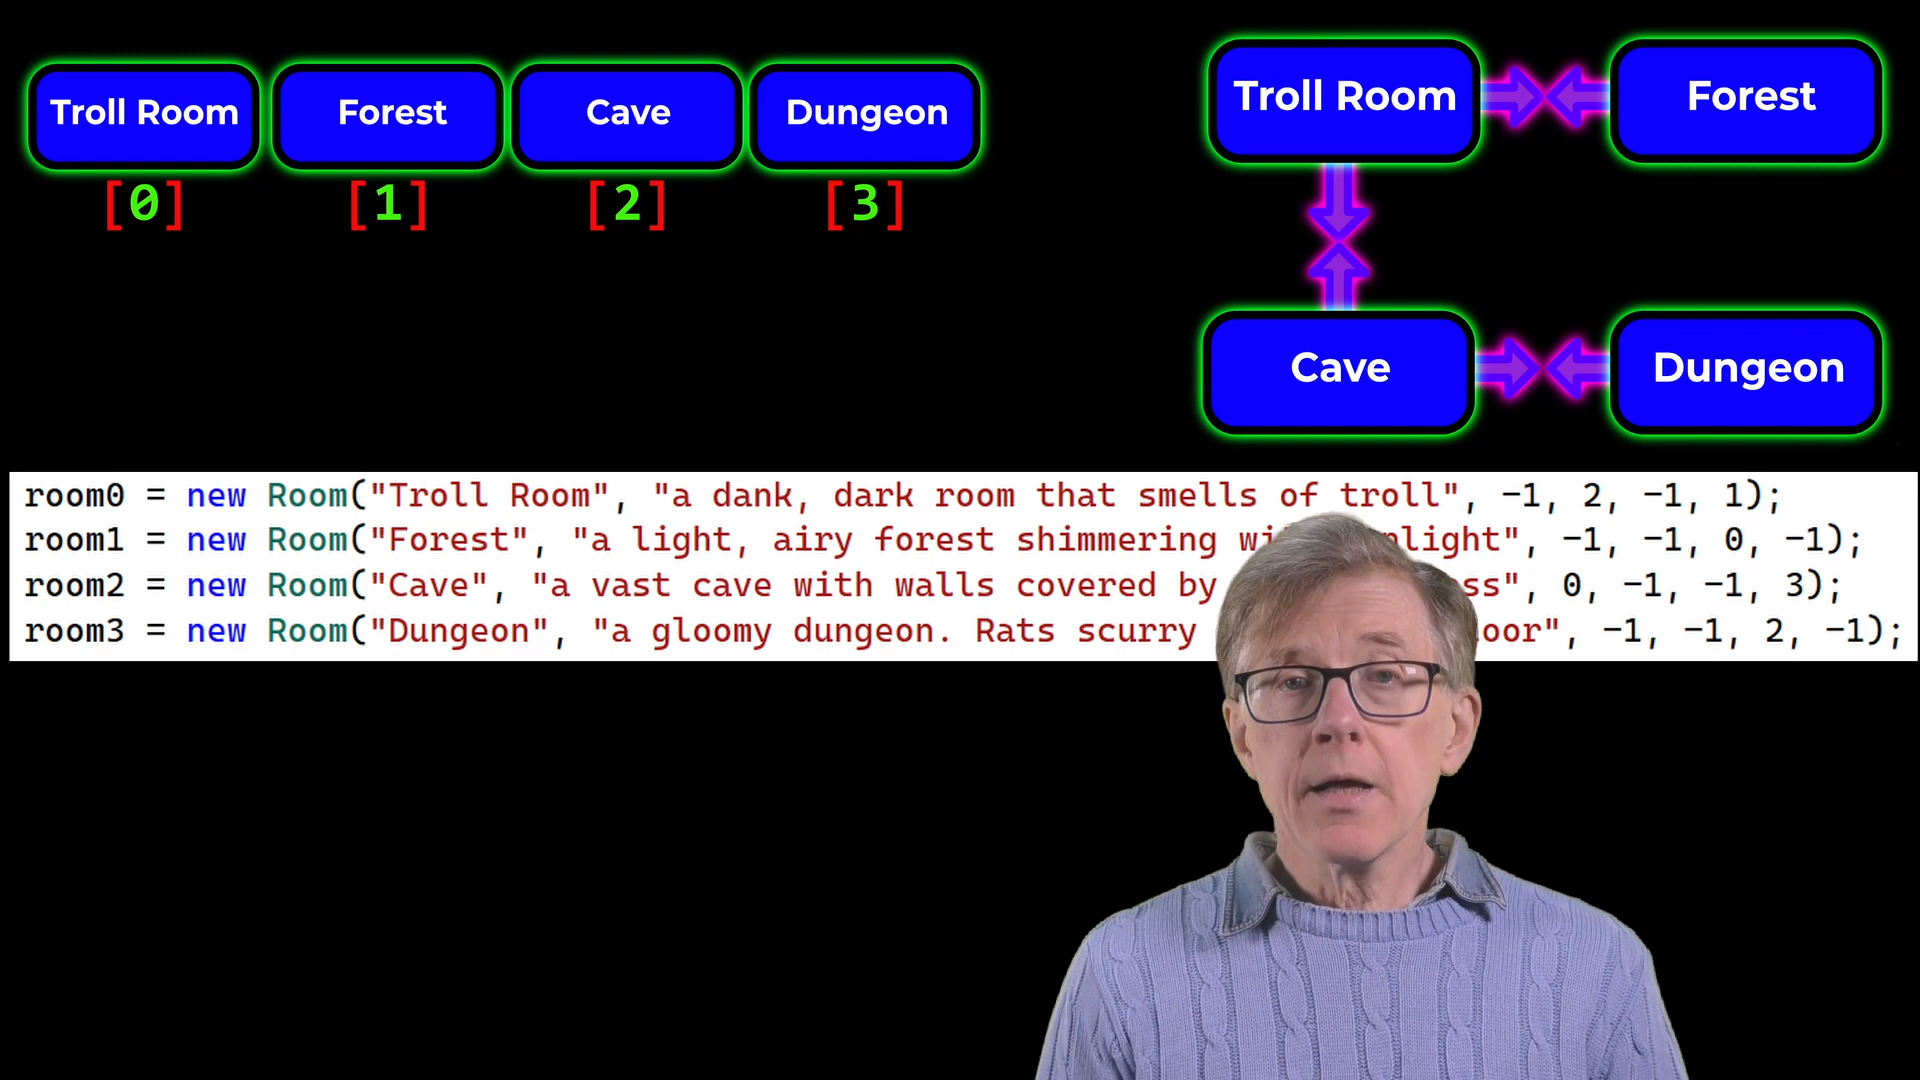 Troll Room Forest Cave Dungeon
[0] [1] [2] [3]
Troll Room Forest
Cave Dungeon
room0 = new Room("Troll Room", "a dank, dark room that smells of troll", -1, 2, -1, 1);
room1 = new Room("Forest", "a light, airy forest shimmering -1, -1, 0, -1);
room2 = new Room("Cave", "a vast cave with walls covered by 0, -1, -1, 3);
room3 = new Room("Dungeon", "a gloomy dungeon. Rats scurry -1, -1, 2, -1);